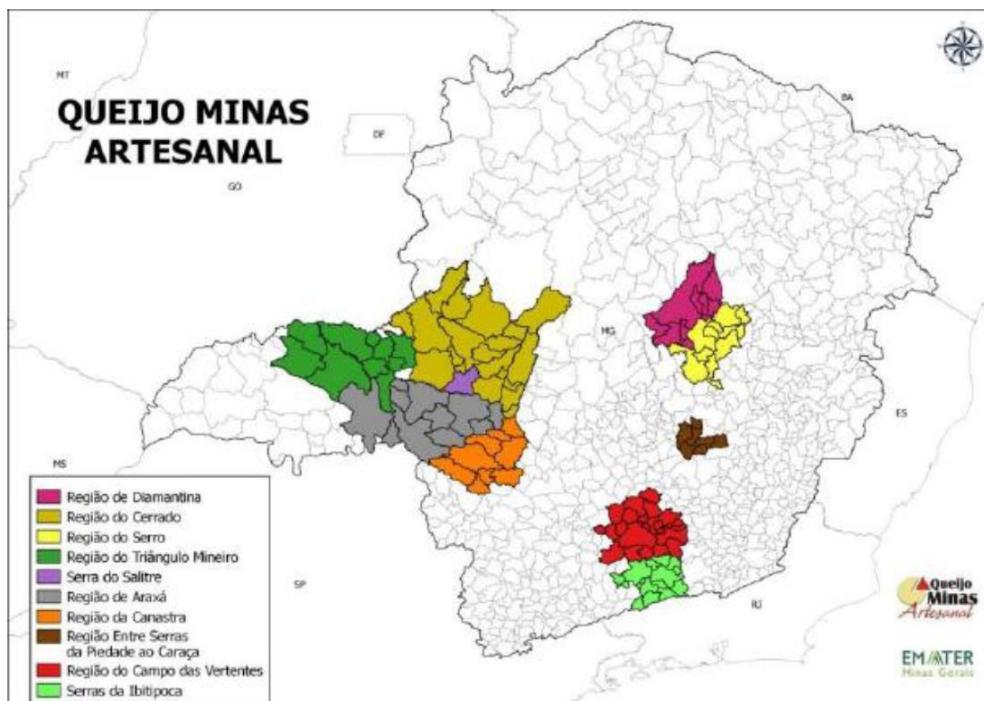 QUEIJO MINAS
ARTESANAL
MT
DF
GO
BA
MG
ES
MS
SP
RJ
Região de Diamantina
Região do Cerrado
Região do Serro
Região do Triângulo Mineiro
Serra do Salitre
Região de Araxá
Região da Canastra
Região Entre Serras
da Piedade ao Caraça
Região do Campo das Vertentes
Serras da Ibitipoca
Queijo
Minas
Artesanal
EMATER
Minas Gerais